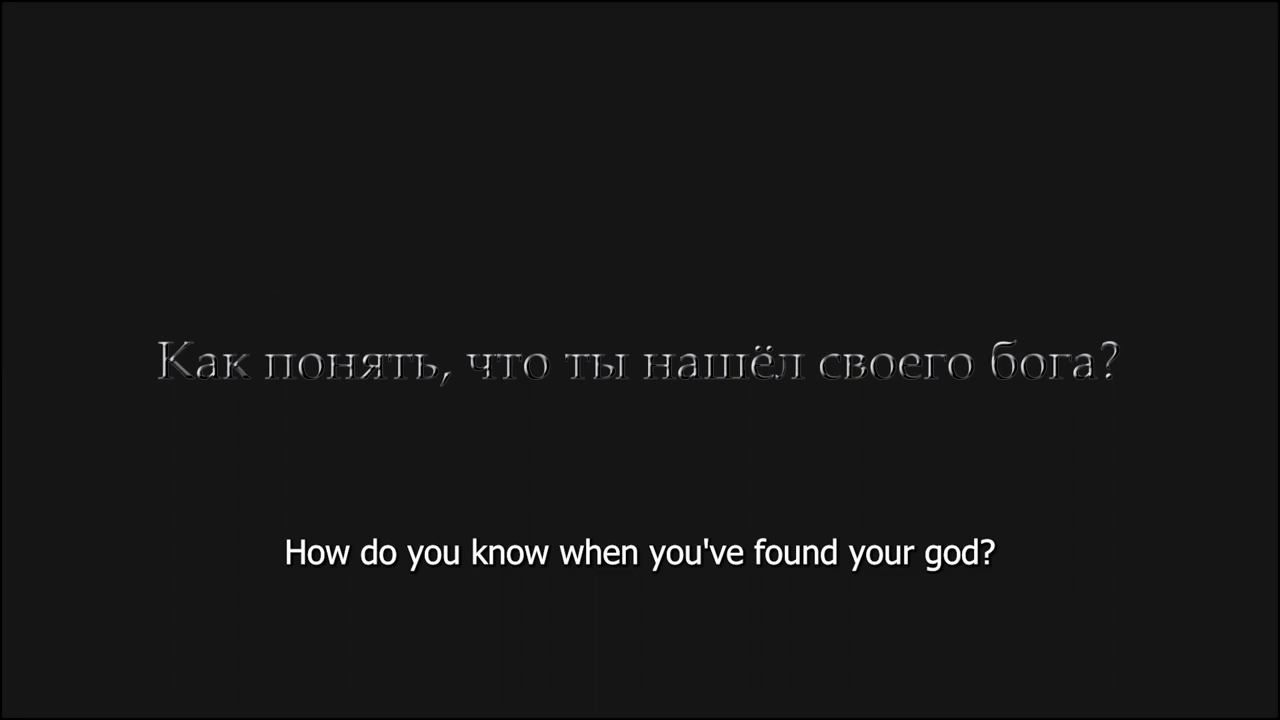 Как понять, что ты нашёл своего бога?
How do you know when you've found your god?